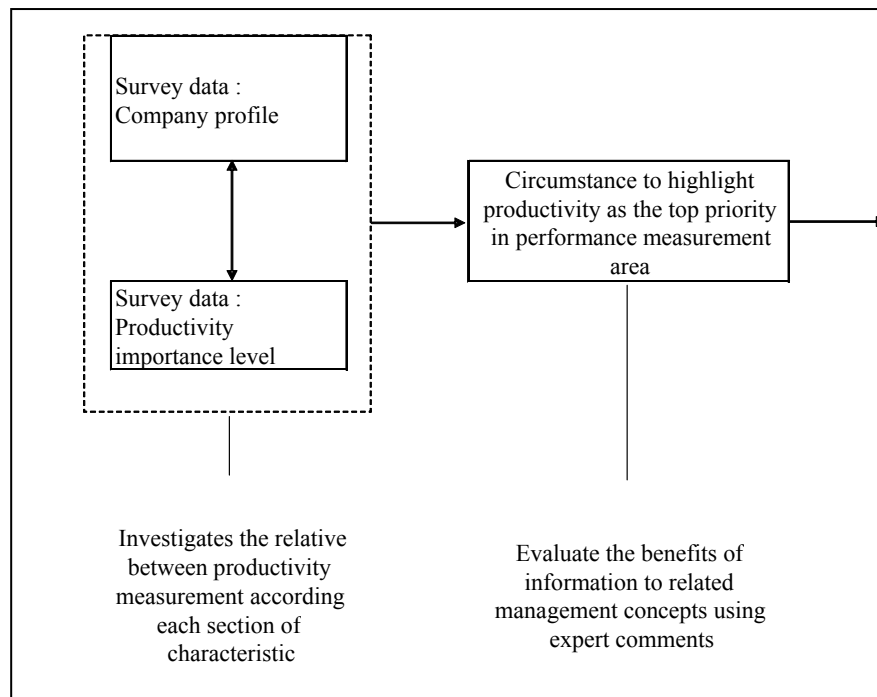 Survey data :
Company profile
Survey data :
Productivity
importance level
Circumstance to highlight
productivity as the top priority
in performance measurement
area
Investigates the relative
between productivity
measurement according
each section of
characteristic
Evaluate the benefits of
information to related
management concepts using
expert comments